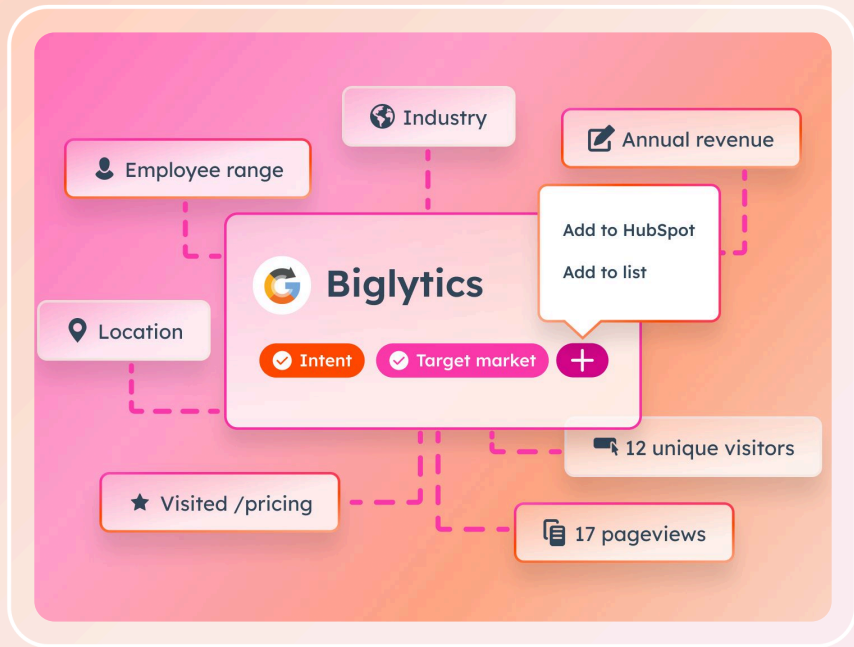 Industry
Annual revenue
Employee range
Add to HubSpot
Add to list
Biglytics
Location
Intent
Target market
12 unique visitors
Visited /pricing
17 pageviews